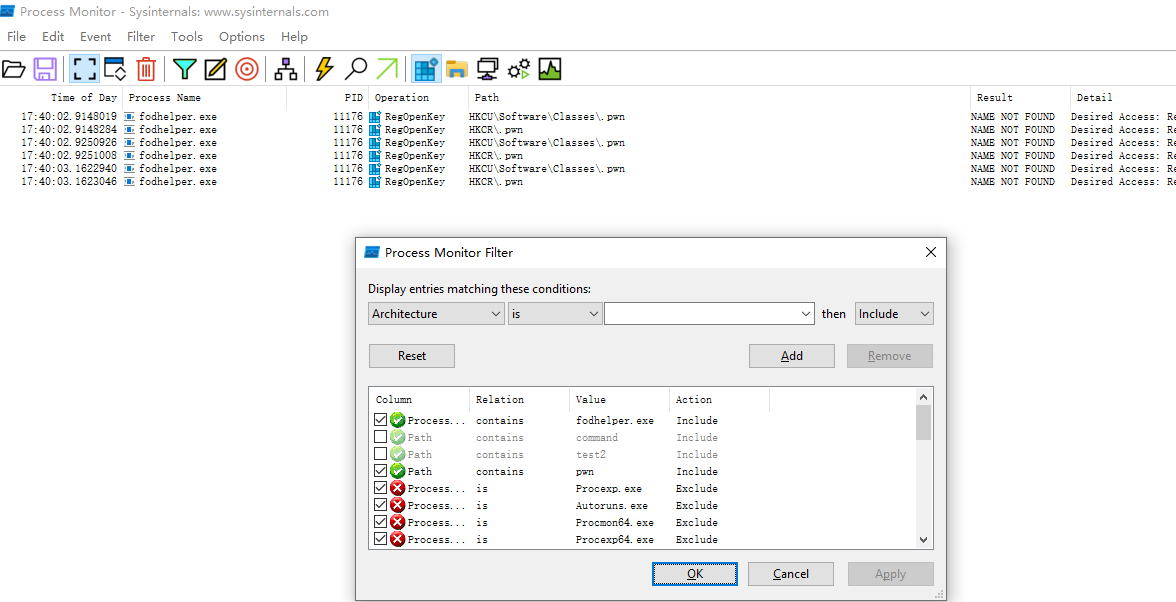 Process Monitor - Sysinternals: www.sysinternals.com
File Edit Event Filter Tools Options Help
Time of Day Process Name PID Operation Path Result Detail
17:40:02.9148019 fodhelper.exe 11176 RegOpenKey HKCU\Software\Classes\.pwn NAME NOT FOUND Desired Access: Re
17:40:02.9148284 fodhelper.exe 11176 RegOpenKey HKCR\.pwn NAME NOT FOUND Desired Access: Re
17:40:02.9250926 fodhelper.exe 11176 RegOpenKey HKCU\Software\Classes\.pwn NAME NOT FOUND Desired Access: Re
17:40:02.9251008 fodhelper.exe 11176 RegOpenKey HKCR\.pwn NAME NOT FOUND Desired Access: Re
17:40:03.1622940 fodhelper.exe 11176 RegOpenKey HKCU\Software\Classes\.pwn NAME NOT FOUND Desired Access: Re
17:40:03.1623046 fodhelper.exe 11176 RegOpenKey HKCR\.pwn NAME NOT FOUND Desired Access: Re
Process Monitor Filter
Display entries matching these conditions:
Architecture is then Include
Reset Add Remove
Column Relation Value Action
Process... contains fodhelper.exe Include
Path contains command Include
Path contains test2 Include
Path contains pwn Include
Process... is Procexp.exe Exclude
Process... is Autoruns.exe Exclude
Process... is Procmon64.exe Exclude
Process... is Procexp64.exe Exclude
OK Cancel Apply